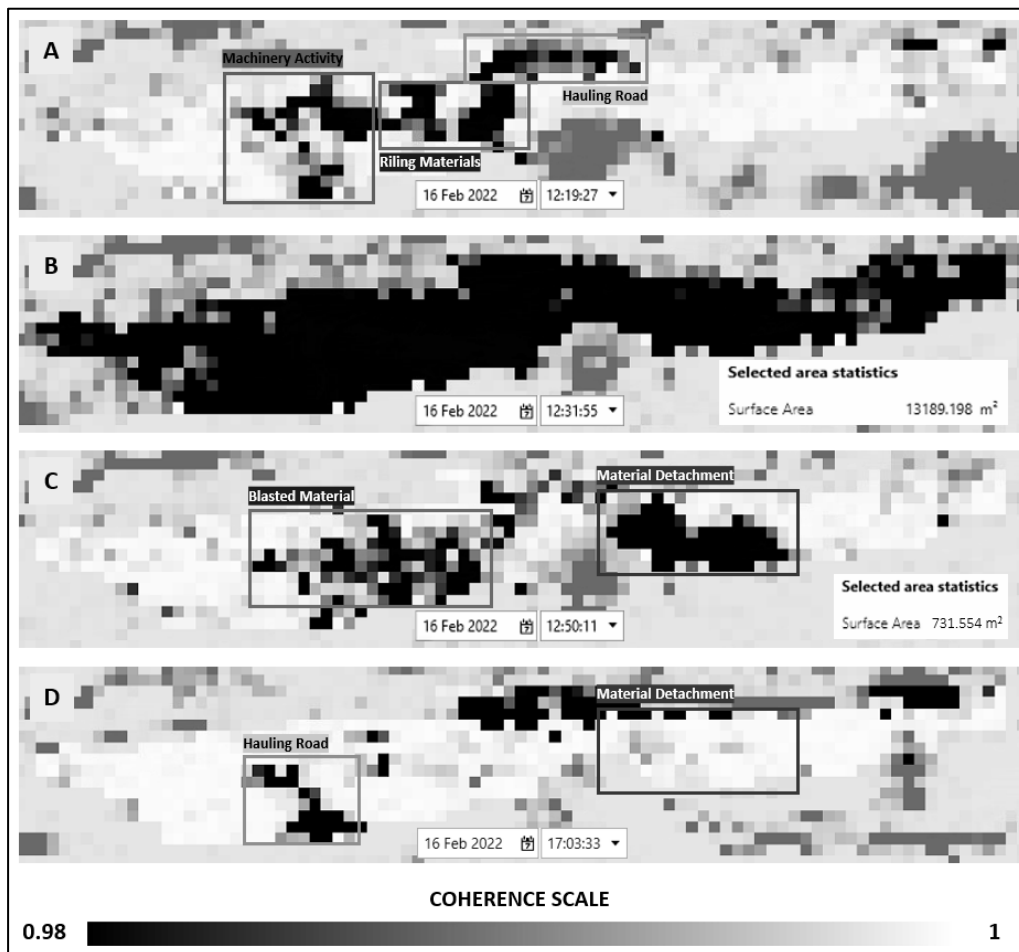 A
Machinery Activity
Hauling Road
Riling Materials
16 Feb 2022 12:19:27
B
Selected area statistics
Surface Area 13189.198 m²
16 Feb 2022 12:31:55
C
Material Detachment
Blasted Material
Selected area statistics
Surface Area 731.554 m²
16 Feb 2022 12:50:11
D
Material Detachment
Hauling Road
16 Feb 2022 17:03:33
COHERENCE SCALE
0.98 1